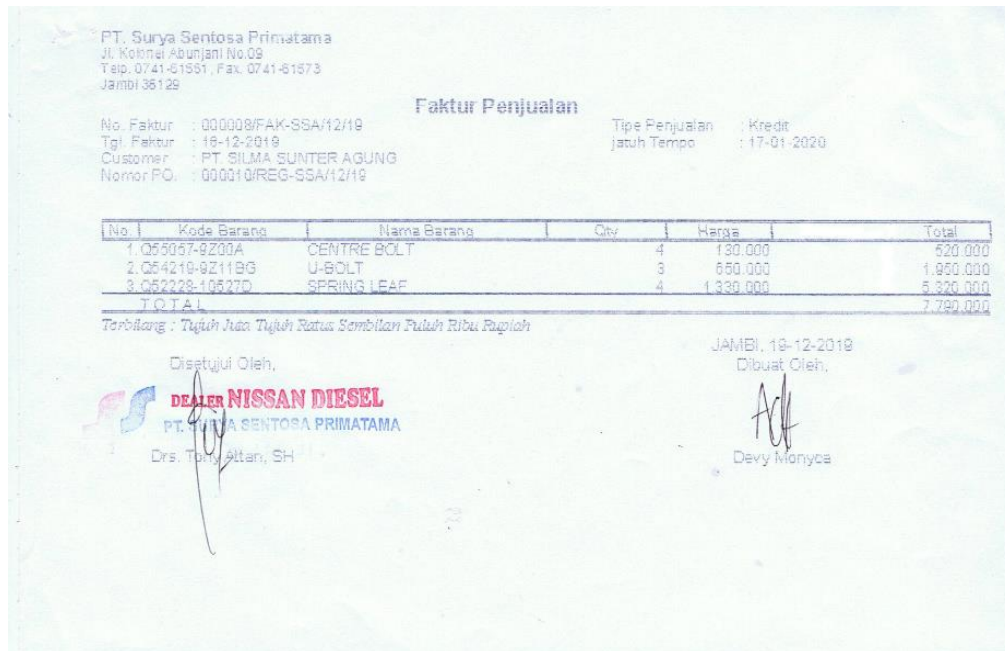 PT. Surya Sentosa Primatama
Jl. Kolonel Abunjani No.09
Telp. 0741-61551, Fax. 0741-61573
Jambi 36129
Faktur Penjualan
No. Faktur : 000008/FAK-SSA/12/19
Tgl. Faktur : 18-12-2019
Customer : PT. SILMA SUNTER AGUNG
Nomor PO. : 000010/REG-SSA/12/19
Tipe Penjualan : Kredit
jatuh Tempo : 17-01-2020
No. Kode Barang Nama Barang Qty Harga Total
1. Q55057-9Z00A CENTRE BOLT 4 130.000 520.000
2. Q54219-9Z11BG U-BOLT 3 650.000 1.950.000
3. Q52228-10527D SPRING LEAF 4 1.330.000 5.320.000
TOTAL 7.790.000
Terbilang : Tujuh Juta Tujuh Ratus Sembilan Puluh Ribu Rupiah
JAMBI, 19-12-2019
Disetujui Oleh, Dibuat Oleh,
DEALER NISSAN DIESEL
PT. SURYA SENTOSA PRIMATAMA
Drs. Tony Attan, SH Devy Monyca